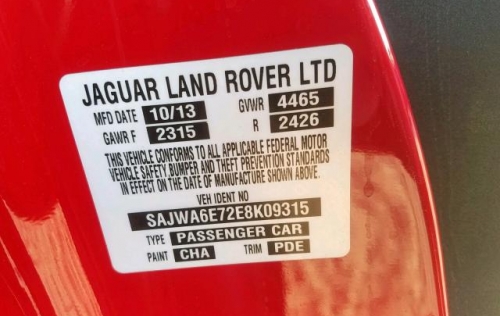 JAGUAR LAND ROVER LTD
MFD DATE 10/13 GVWR 4465
GAWR F 2315 R 2426
THIS VEHICLE CONFORMS TO ALL APPLICABLE FEDERAL MOTOR
VEHICLE SAFETY BUMPER AND THEFT PREVENTION STANDARDS
IN EFFECT ON THE DATE OF MANUFACTURE SHOWN ABOVE.
VEH IDENT NO
SAJWA6E72E8K09315
TYPE PASSENGER CAR
PAINT CHA TRIM PDE